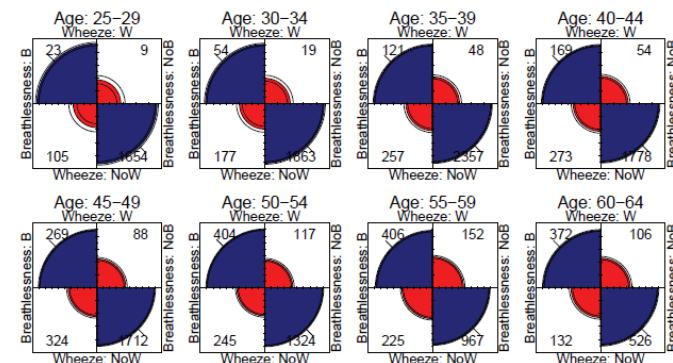 Age: 25−29
Wheeze: W
Breathlessness: B
23
9
Breathlessness: NoB
105
1654
Wheeze: NoW
Age: 30−34
Wheeze: W
Breathlessness: B
54
19
Breathlessness: NoB
177
1863
Wheeze: NoW
Age: 35−39
Wheeze: W
Breathlessness: B
121
48
Breathlessness: NoB
257
2357
Wheeze: NoW
Age: 40−44
Wheeze: W
Breathlessness: B
169
54
Breathlessness: NoB
273
1778
Wheeze: NoW
Age: 45−49
Wheeze: W
Breathlessness: B
269
88
Breathlessness: NoB
324
1712
Wheeze: NoW
Age: 50−54
Wheeze: W
Breathlessness: B
404
117
Breathlessness: NoB
245
1324
Wheeze: NoW
Age: 55−59
Wheeze: W
Breathlessness: B
406
152
Breathlessness: NoB
225
967
Wheeze: NoW
Age: 60−64
Wheeze: W
Breathlessness: B
372
106
Breathlessness: NoB
132
526
Wheeze: NoW